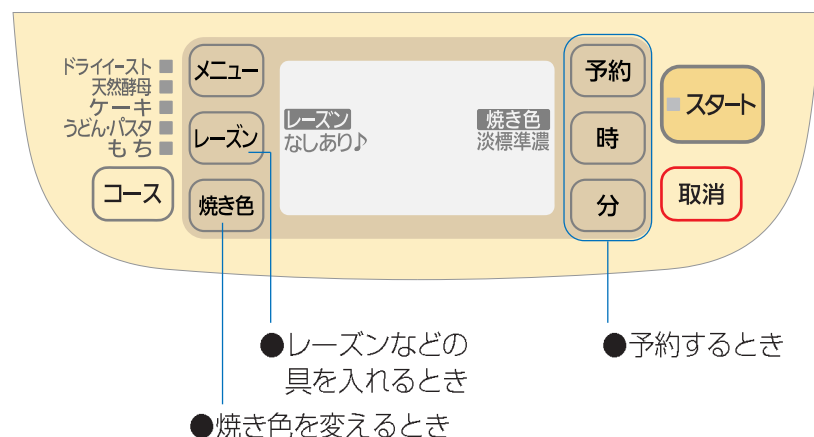 ドライイースト
天然酵母
ケーキ
うどん・パスタ
もち
コース
メニュー
レーズン
焼き色
レーズン
なしあり♪
焼き色
淡標準濃
予約
時
分
スタート
取消
●レーズンなどの
具を入れるとき
●予約するとき
●焼き色を変えるとき